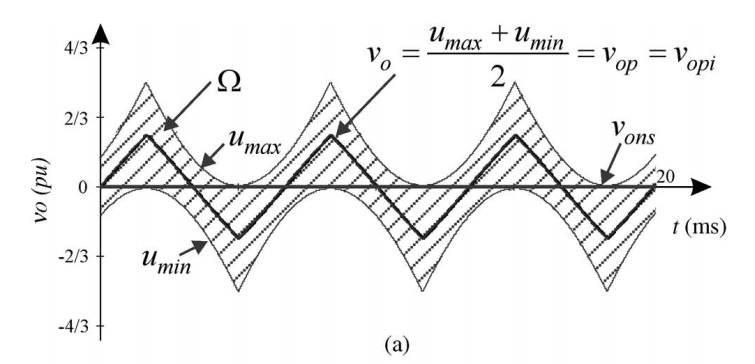 4/3
v_o = (u_max + u_min)/2 = v_op = v_opi
Ω
2/3
u_max
v_ons
vo (pu)
0
20
t (ms)
-2/3
u_min
-4/3
(a)